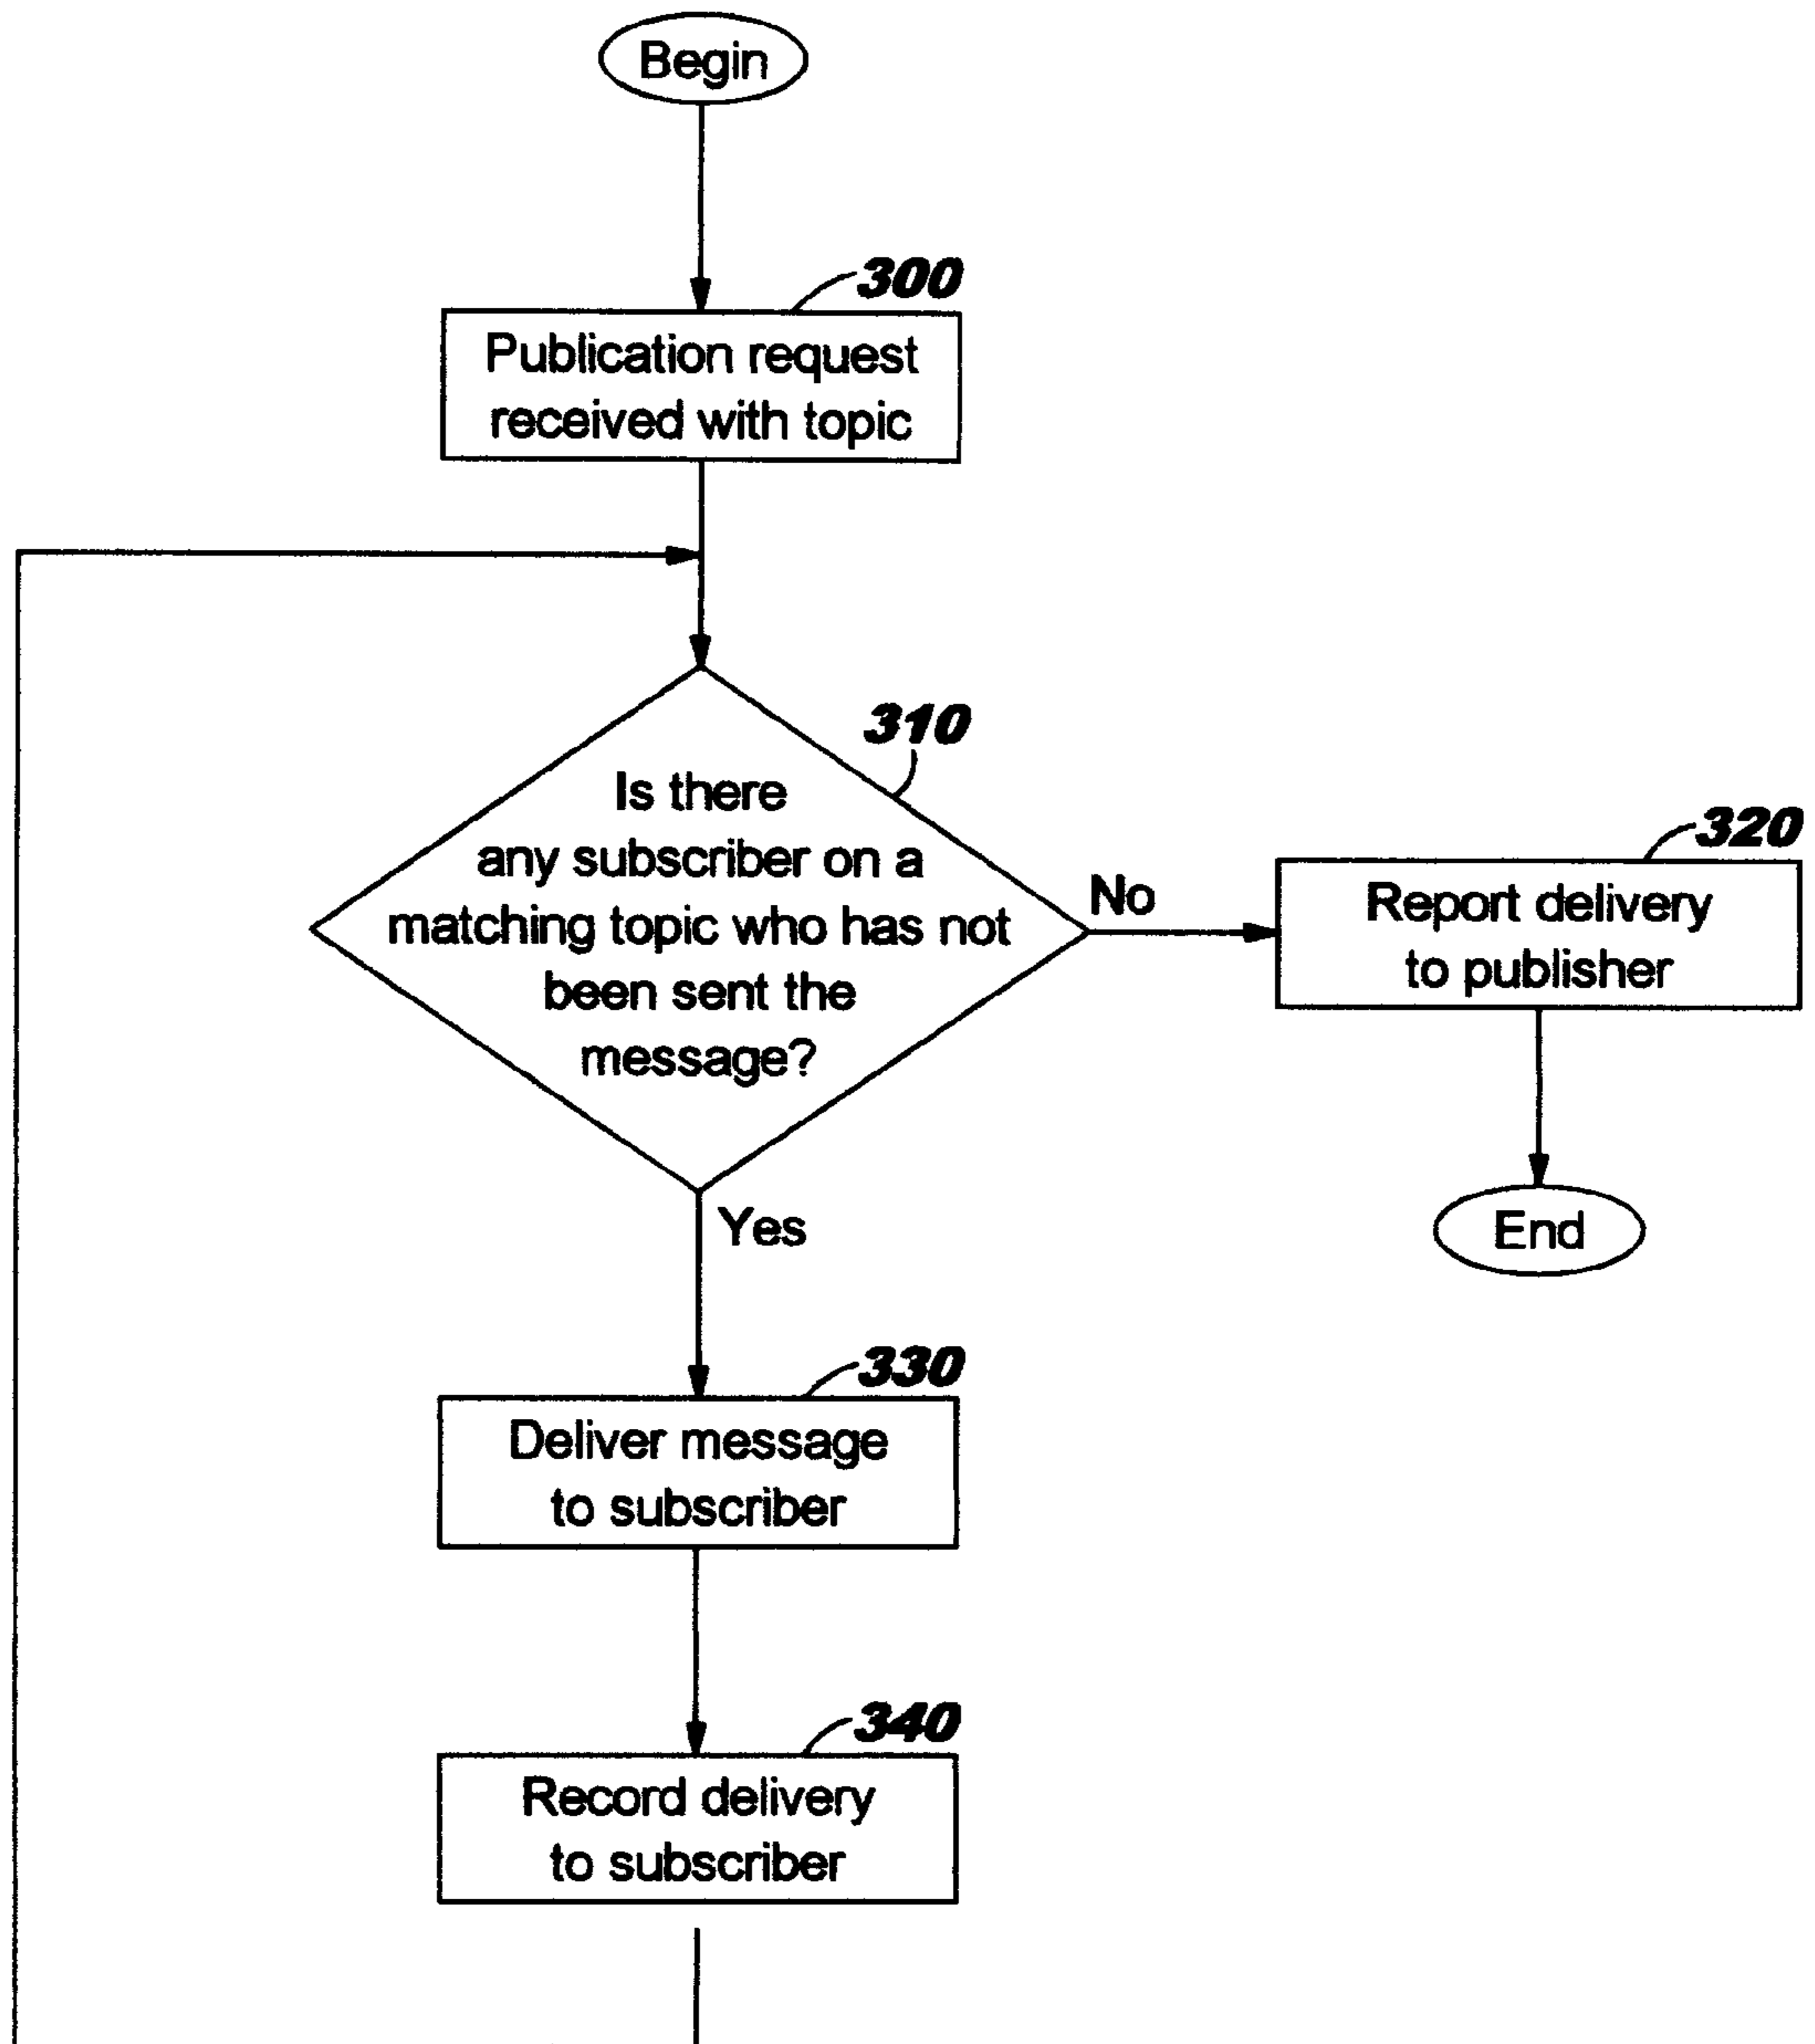 Begin
300
Publication request
received with topic
310
Is there
any subscriber on a
matching topic who has not
been sent the
message?
No
320
Report delivery
to publisher
End
Yes
330
Deliver message
to subscriber
340
Record delivery
to subscriber